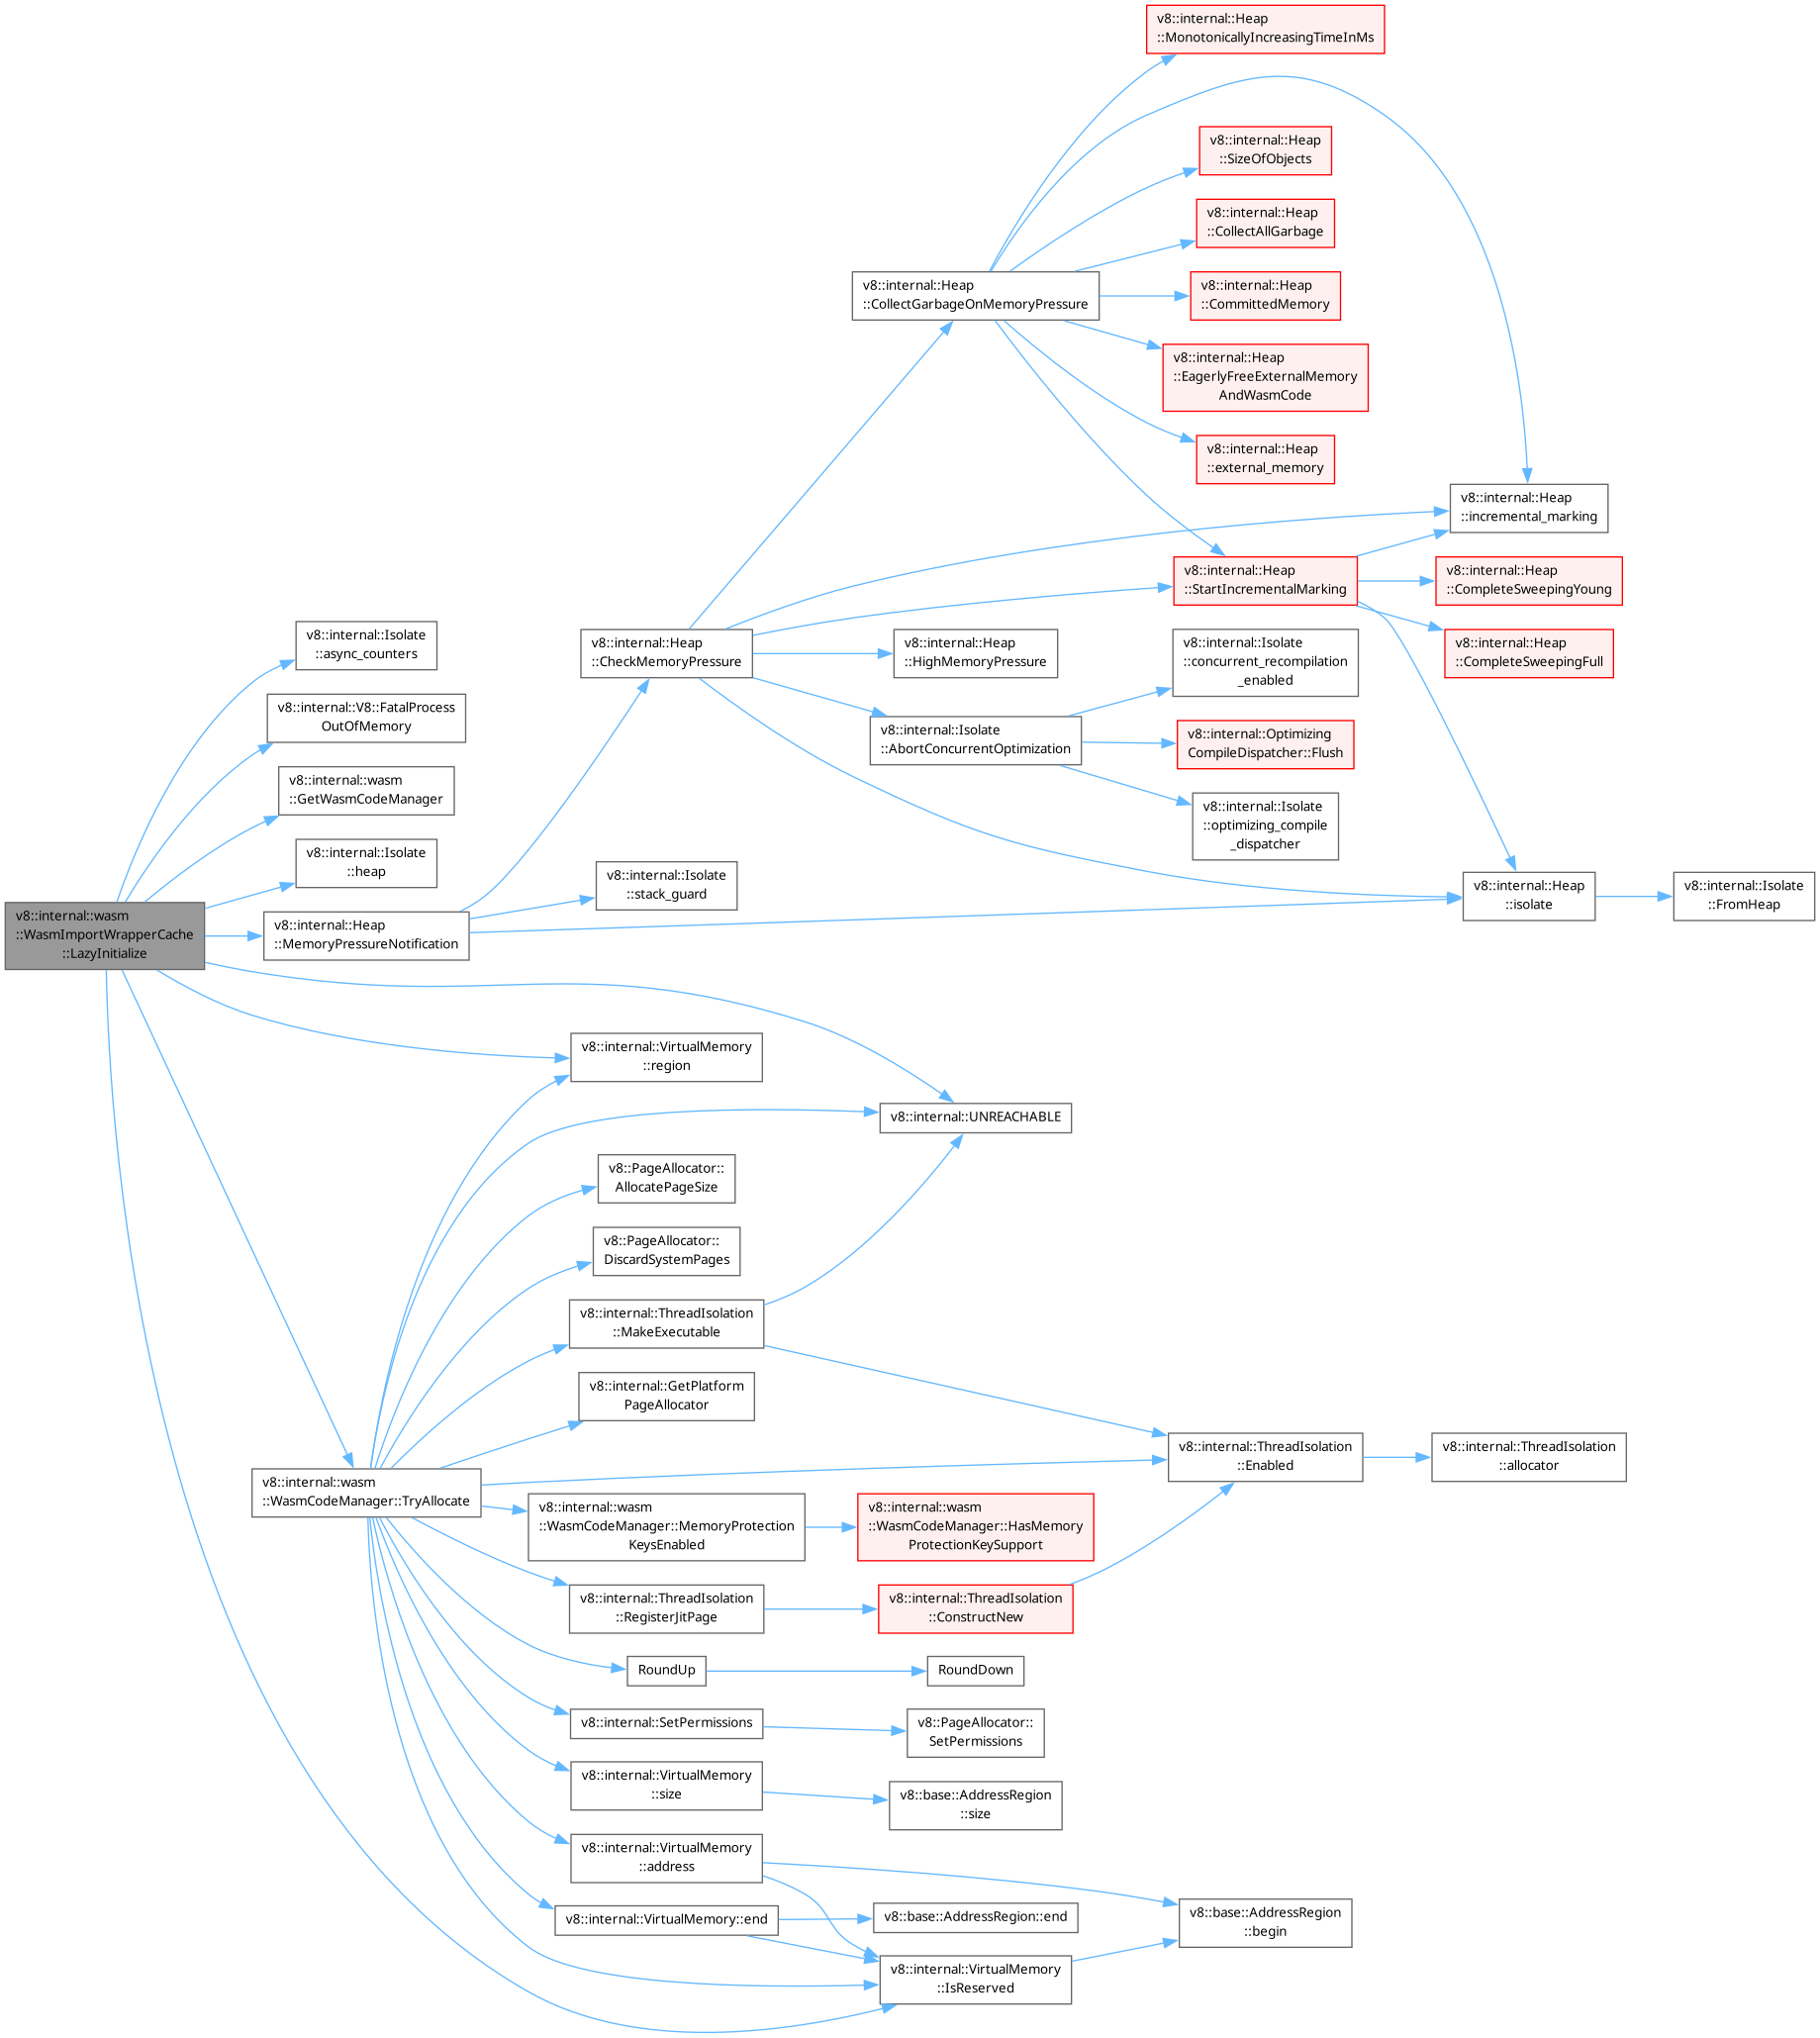 v8::internal::Heap
::MonotonicallyIncreasingTimeInMs
v8::internal::Heap
::SizeOfObjects
v8::internal::Heap
::CollectAllGarbage
v8::internal::Heap
::CollectGarbageOnMemoryPressure
v8::internal::Heap
::CommittedMemory
v8::internal::Heap
::EagerlyFreeExternalMemory
AndWasmCode
v8::internal::Heap
::external_memory
v8::internal::Heap
::incremental_marking
v8::internal::Heap
::StartIncrementalMarking
v8::internal::Heap
::CompleteSweepingYoung
v8::internal::Heap
::CompleteSweepingFull
v8::internal::Isolate
::async_counters
v8::internal::Heap
::CheckMemoryPressure
v8::internal::Heap
::HighMemoryPressure
v8::internal::Isolate
::concurrent_recompilation
_enabled
v8::internal::V8::FatalProcess
OutOfMemory
v8::internal::Isolate
::AbortConcurrentOptimization
v8::internal::Optimizing
CompileDispatcher::Flush
v8::internal::wasm
::GetWasmCodeManager
v8::internal::Isolate
::optimizing_compile
_dispatcher
v8::internal::Isolate
::heap
v8::internal::Isolate
::stack_guard
v8::internal::Heap
::isolate
v8::internal::Isolate
::FromHeap
v8::internal::wasm
::WasmImportWrapperCache
::LazyInitialize
v8::internal::Heap
::MemoryPressureNotification
v8::internal::VirtualMemory
::region
v8::internal::UNREACHABLE
v8::PageAllocator::
AllocatePageSize
v8::PageAllocator::
DiscardSystemPages
v8::internal::ThreadIsolation
::MakeExecutable
v8::internal::GetPlatform
PageAllocator
v8::internal::ThreadIsolation
::Enabled
v8::internal::ThreadIsolation
::allocator
v8::internal::wasm
::WasmCodeManager::TryAllocate
v8::internal::wasm
::WasmCodeManager::MemoryProtection
KeysEnabled
v8::internal::wasm
::WasmCodeManager::HasMemory
ProtectionKeySupport
v8::internal::ThreadIsolation
::RegisterJitPage
v8::internal::ThreadIsolation
::ConstructNew
RoundUp
RoundDown
v8::internal::SetPermissions
v8::PageAllocator::
SetPermissions
v8::internal::VirtualMemory
::size
v8::base::AddressRegion
::size
v8::internal::VirtualMemory
::address
v8::internal::VirtualMemory::end
v8::base::AddressRegion::end
v8::base::AddressRegion
::begin
v8::internal::VirtualMemory
::IsReserved